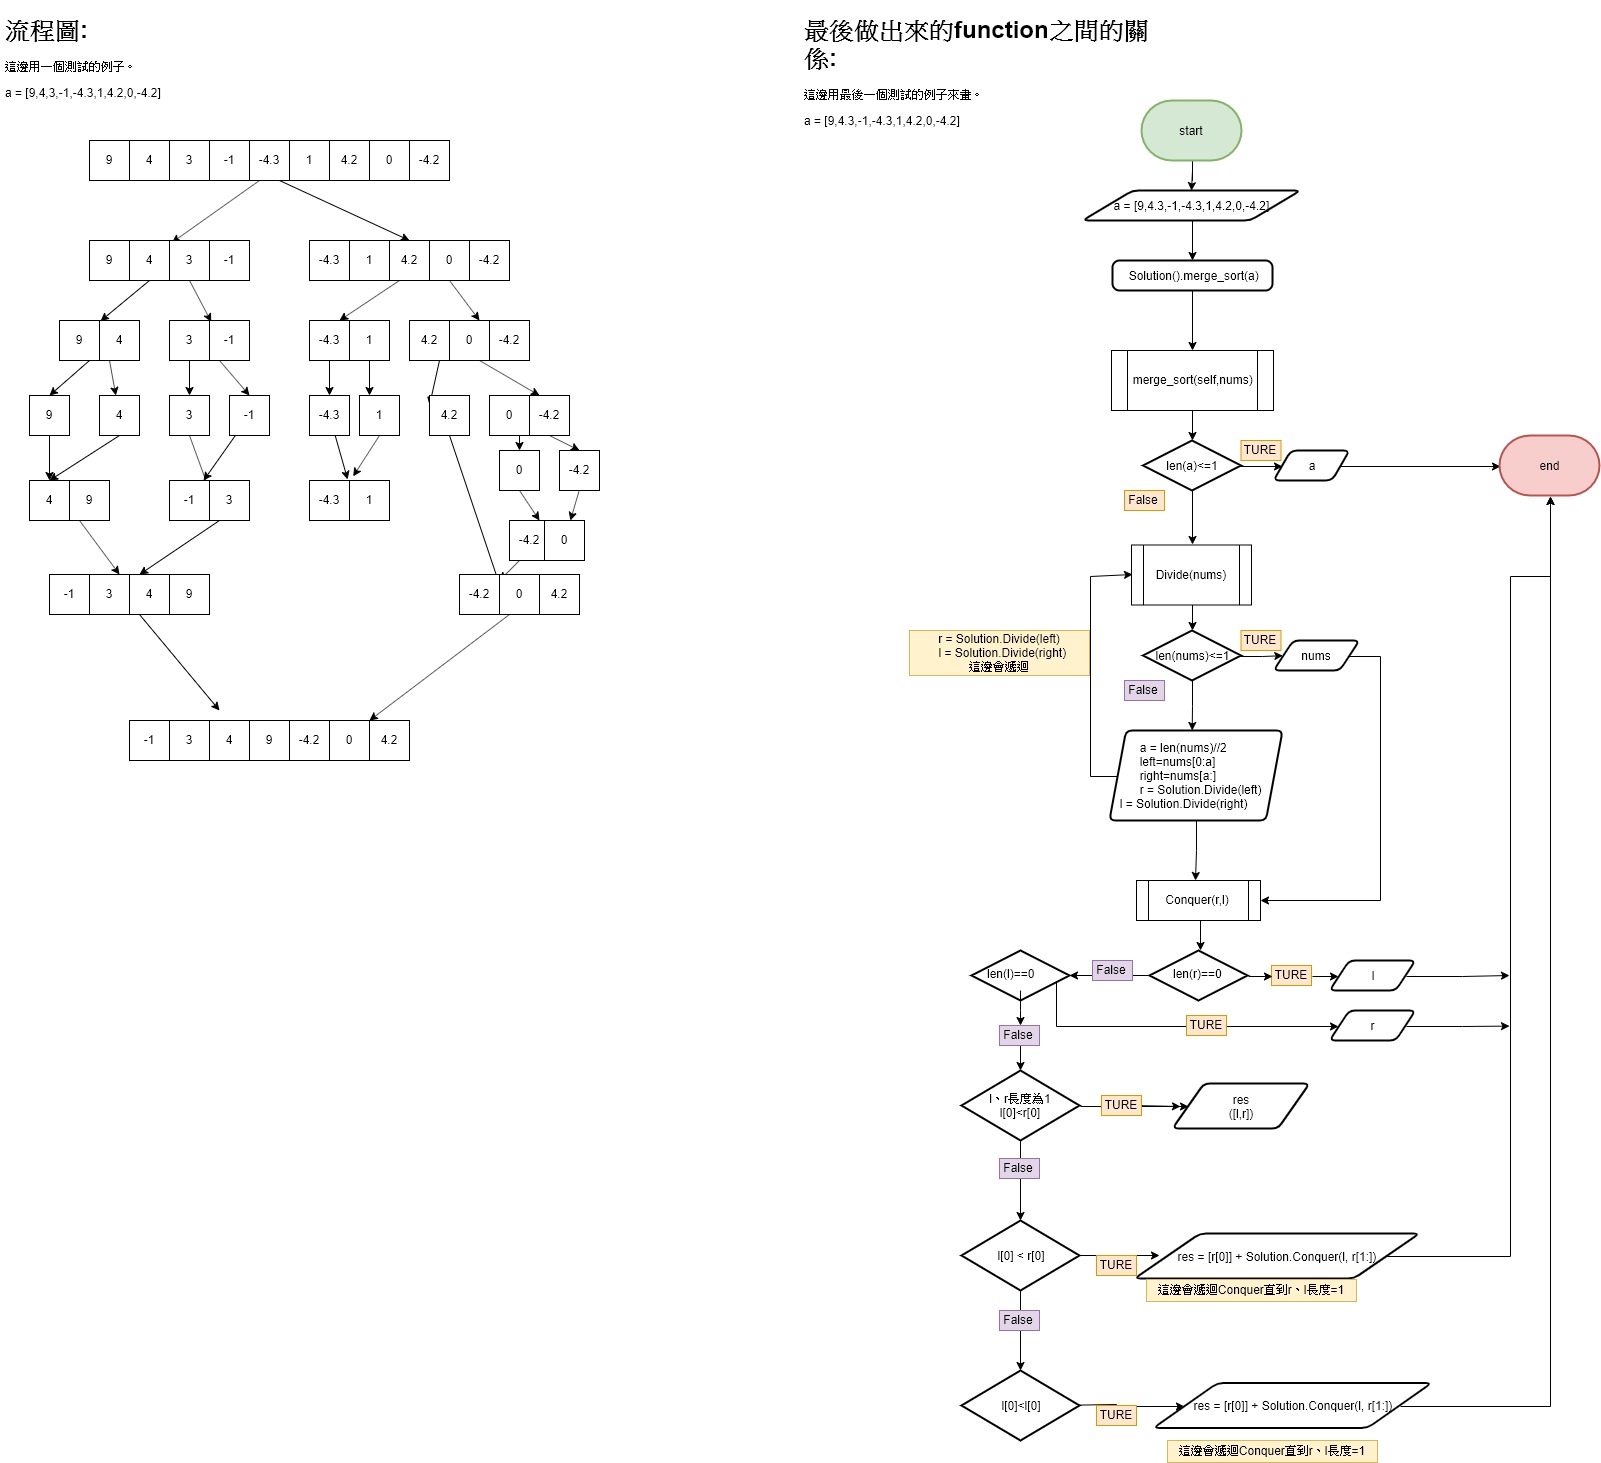 流程圖:
這邊用一個測試的例子。
a = [9,4,3,-1,-4.3,1,4.2,0,-4.2]
9 4 3 -1 -4.3 1 4.2 0 -4.2
9 4 3 -1 -4.3 1 4.2 0 -4.2
9 4 3 -1 -4.3 1 4.2 0 -4.2
9 4 3 -1 -4.3 1 4.2 0 -4.2
0 -4.2
4 9 -1 3 -4.3 1
-4.2 0
-1 3 4 9 -4.2 0 4.2
-1 3 4 9 -4.2 0 4.2
最後做出來的function之間的關
係:
這邊用最後一個測試的例子來畫。
a = [9,4.3,-1,-4.3,1,4.2,0,-4.2]
start
a = [9,4.3,-1,-4.3,1,4.2,0,-4.2]
Solution().merge_sort(a)
merge_sort(self,nums)
len(a)<=1
TURE
a
end
False
Divide(nums)
r = Solution.Divide(left)
l = Solution.Divide(right)
這邊會遞迴
len(nums)<=1
TURE
nums
False
a = len(nums)//2
left=nums[0:a]
right=nums[a:]
r = Solution.Divide(left)
l = Solution.Divide(right)
Conquer(r,l)
len(l)==0
False
len(r)==0
TURE
l
TURE
r
False
l、r長度為1
l[0]<r[0]
TURE
res
([l,r])
False
l[0] < r[0]
TURE
res = [r[0]] + Solution.Conquer(l, r[1:])
這邊會遞迴Conquer直到r、l長度=1
False
l[0]<l[0]
TURE
res = [r[0]] + Solution.Conquer(l, r[1:])
這邊會遞迴Conquer直到r、l長度=1